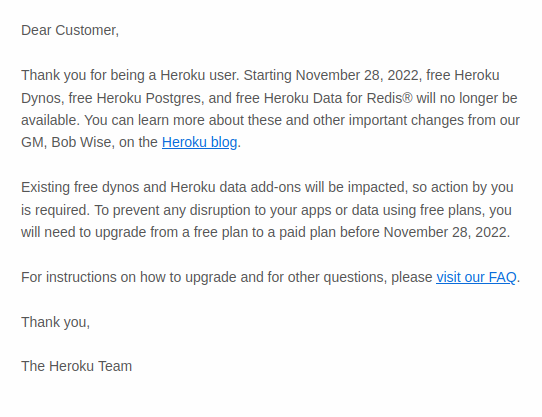 Dear Customer,
Thank you for being a Heroku user. Starting November 28, 2022, free Heroku
Dynos, free Heroku Postgres, and free Heroku Data for Redis® will no longer be
available. You can learn more about these and other important changes from our
GM, Bob Wise, on the Heroku blog.
Existing free dynos and Heroku data add-ons will be impacted, so action by you
is required. To prevent any disruption to your apps or data using free plans, you
will need to upgrade from a free plan to a paid plan before November 28, 2022.
For instructions on how to upgrade and for other questions, please visit our FAQ.
Thank you,
The Heroku Team